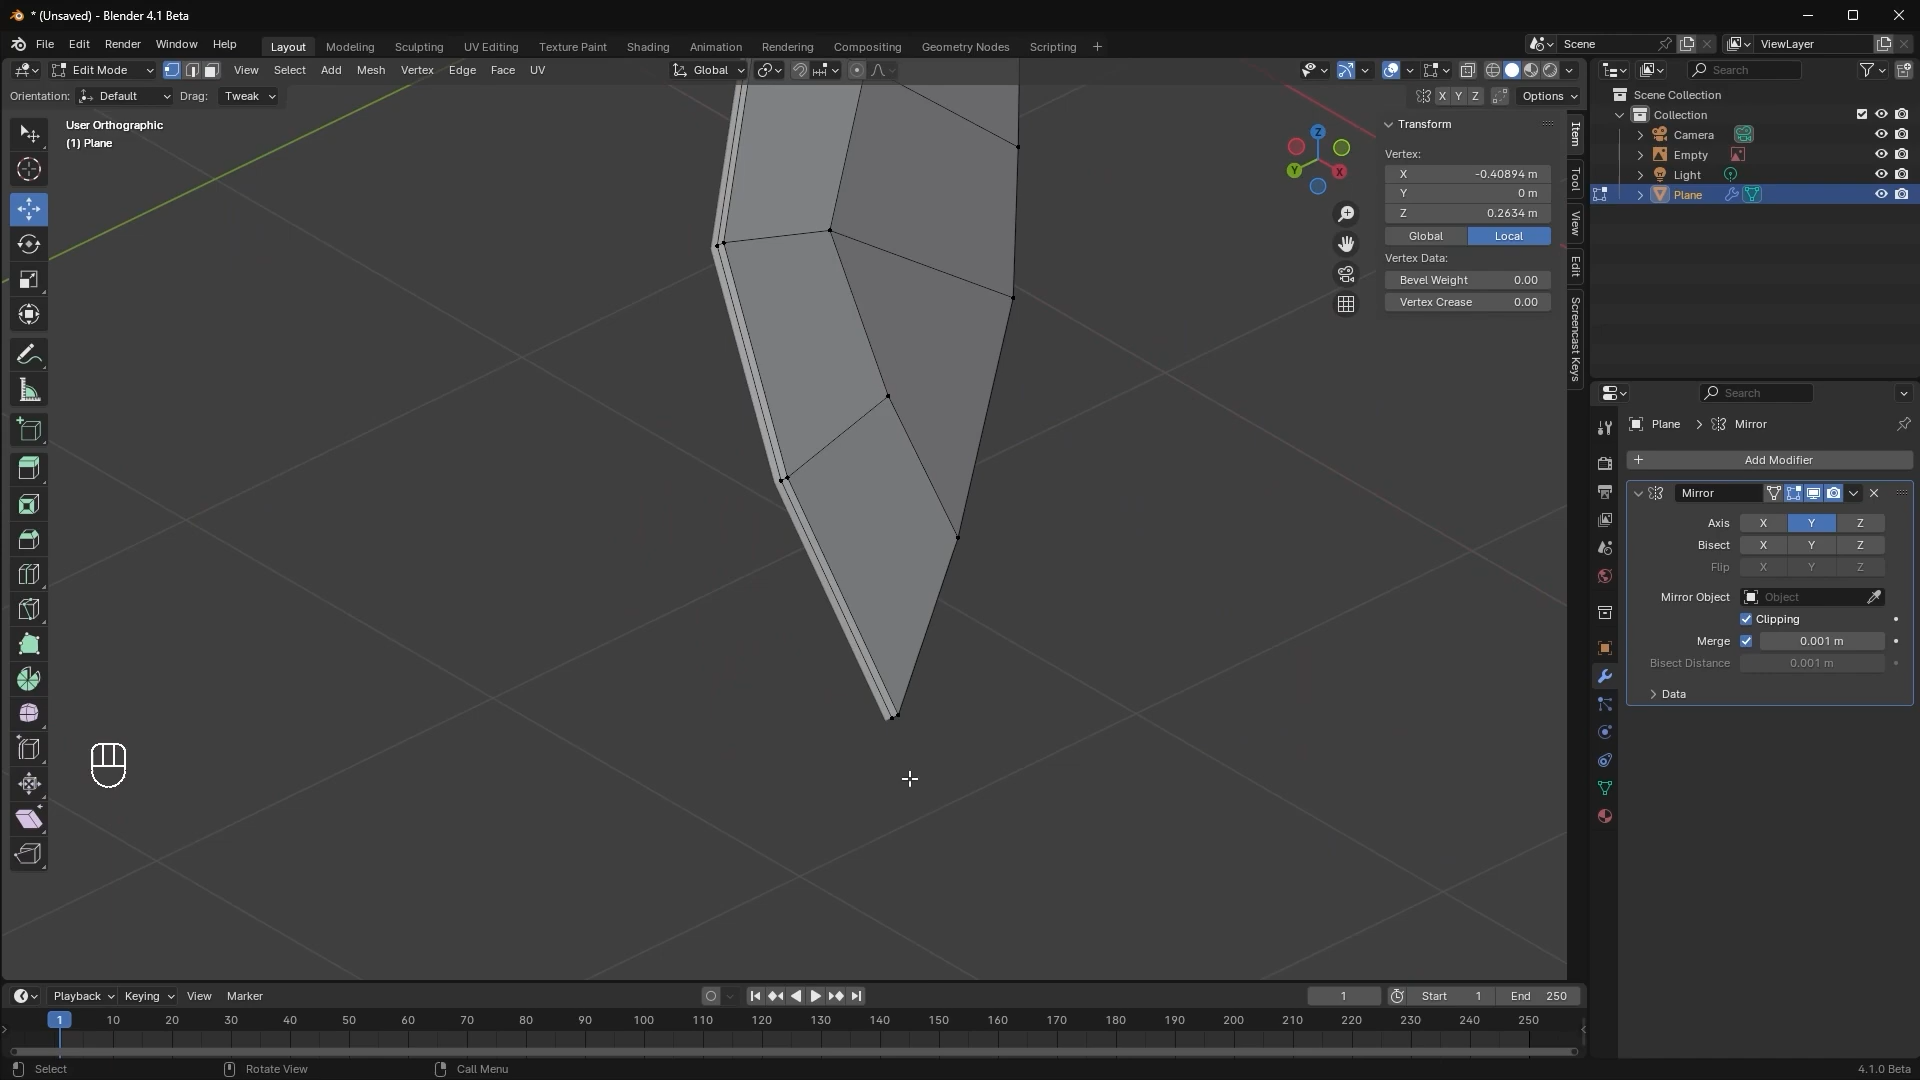 * (Unsaved) - Blender 4.1 Beta
File Edit Render Window Help Layout Modeling Sculpting UV Editing Texture Paint Shading Animation Rendering Compositing Geometry Nodes Scripting + Scene ViewLayer
Edit Mode View Select Add Mesh Vertex Edge Face UV Global Search
Orientation: Default Drag: Tweak X Y Z Options
Scene Collection
Collection
Camera
Empty
Light
Plane
User Orthographic
(1) Plane
Z
Y
X
Transform
Vertex:
X -0.40894 m
Y 0 m
Z 0.2634 m
Global Local
Vertex Data:
Bevel Weight 0.00
Vertex Crease 0.00
Item
Tool
View
Edit
Screencast Keys
Search
Plane > Mirror
+ Add Modifier
Mirror
Axis X Y Z
Bisect X Y Z
Flip X Y Z
Mirror Object Object
Clipping
Merge 0.001 m
Bisect Distance 0.001 m
Data
Playback Keying View Marker 1 Start 1 End 250
1 10 20 30 40 50 60 70 80 90 100 110 120 130 140 150 160 170 180 190 200 210 220 230 240 250
Select Rotate View Call Menu 4.1.0 Beta